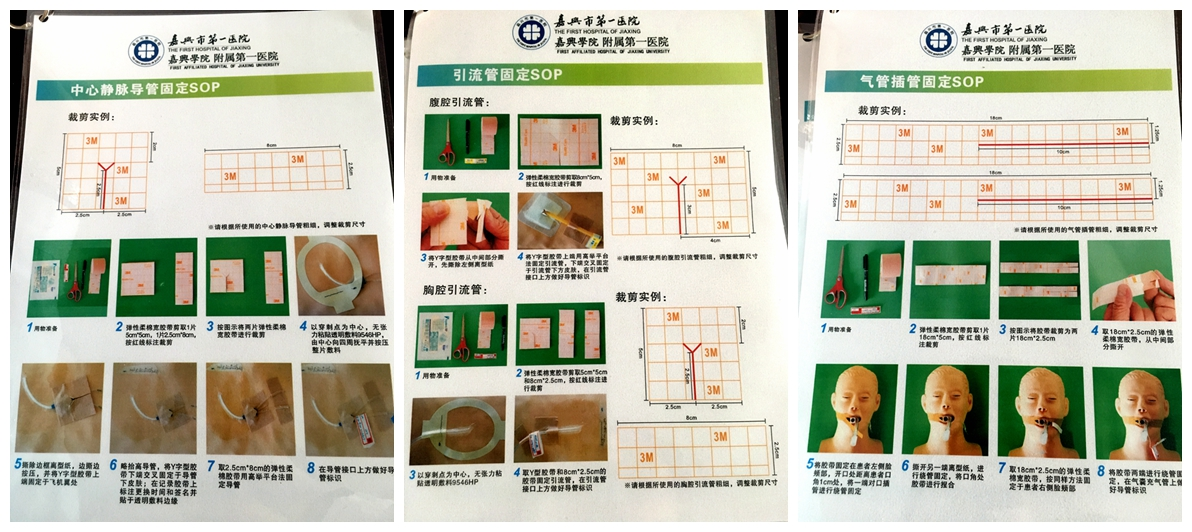 嘉興市第一医院
THE FIRST HOSPITAL OF JIAXING
嘉興學院 附属第一医院
FIRST AFFILIATED HOSPITAL OF JIAXING UNIVERSITY
中心静脉导管固定SOP
裁剪实例：
3M
3M
3M
5cm
2cm
2.5cm
2.5cm
2.5cm
8cm
3M
3M
2.5cm
※请根据所使用的中心静脉导管粗细，调整裁剪尺寸
1 用物准备
2 弹性柔棉宽胶带剪取1片
5cm*5cm，1片2.5cm*8cm，
按红线标注裁剪
3 按图示将两片弹性柔棉
宽胶带进行裁剪
4 以穿刺点为中心，无张
力粘贴透明敷料9546HP，
由中心向四周抚平并按压
整片敷料
5 撕除边框离型纸，边撕边
按压，并将Y字型胶带上
端固定于飞机翼处
6 略抬高导管，将Y字型胶
带下端交叉固定于导管
下皮肤；在记录胶带上
标注更换时间和签名并
贴于透明敷料边缘
7 取2.5cm*8cm的弹性柔
棉胶带用高举平台法固
定导管
8 在导管接口上方做好导
管标识
嘉興市第一医院
THE FIRST HOSPITAL OF JIAXING
嘉興學院 附属第一医院
FIRST AFFILIATED HOSPITAL OF JIAXING UNIVERSITY
引流管固定SOP
腹腔引流管：
裁剪实例：
1 用物准备
2 弹性柔棉宽胶带剪取8cm*5cm，
按红线标注进行裁剪
3 将Y字型胶带从中间部分撕
开，先撕除左侧离型纸
4 将Y字型胶带上端用高举平台
法固定引流管，下端交叉固定
于引流管下方皮肤，在引流管
接口上方做好导管标识
8cm
3M
3M
3M
3M
5cm
3cm
4cm
※请根据所使用的腹腔引流管粗细，调整裁剪尺寸
胸腔引流管：
裁剪实例：
1 用物准备
2 弹性柔棉宽胶带剪取5cm*5cm
和8cm*2.5cm，按红线标注进
行裁剪
3 以穿刺点为中心，无张力粘
贴透明敷料9546HP
4 取Y型胶带和8cm*2.5cm的
胶带固定引流管，在引流管
接口上方做好导管标识
3M
3M
3M
5cm
2cm
2.5cm
2.5cm
2.5cm
8cm
3M
3M
2.5cm
※请根据所使用的胸腔引流管粗细，调整裁剪尺寸
嘉興市第一医院
THE FIRST HOSPITAL OF JIAXING
嘉興學院 附属第一医院
FIRST AFFILIATED HOSPITAL OF JIAXING UNIVERSITY
气管插管固定SOP
裁剪实例：
18cm
3M
3M
3M
3M
3M
2.5cm
1.25cm
10cm
18cm
3M
3M
3M
3M
3M
2.5cm
1.25cm
10cm
※请根据所使用的气管插管粗细，调整裁剪尺寸
1 用物准备
2 弹性柔棉宽胶带剪取1片
18cm*5cm，按红线标
注裁剪
3 按图示将胶带裁剪为两
片18cm*2.5cm
4 取18cm*2.5cm的弹性
柔棉宽胶带，从中间部
分撕开
5 将胶带固定在患者左侧脸
颊部，开口处距离患者口
角1cm处，将一端对口插
管进行绕管固定
6 撕开另一端离型纸，进
行绕管固定，将口角处
胶带进行捏合
7 取18cm*2.5cm的弹性
柔棉胶带，按同样方法固
定于患者右侧脸颊部
8 将胶带两端进行绕管固
定，在气囊充气管上做
好导管标识